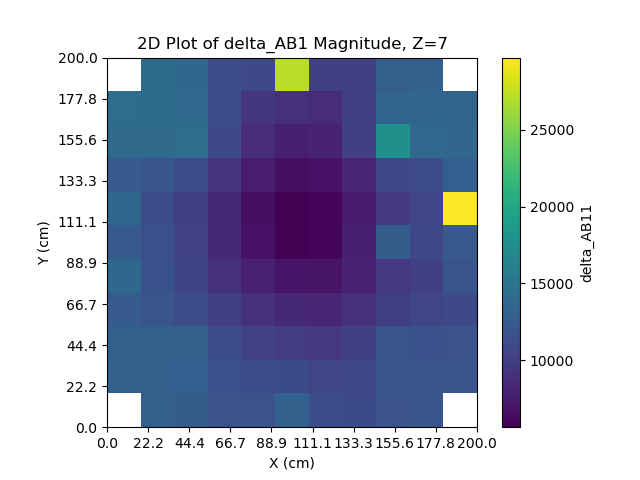 2D Plot of delta_AB1 Magnitude, Z=7
200.0
177.8
155.6
133.3
111.1
88.9
66.7
44.4
22.2
0.0
Y (cm)
0.0 22.2 44.4 66.7 88.9 111.1 133.3 155.6 177.8 200.0
X (cm)
25000
20000
15000
10000
delta_AB11